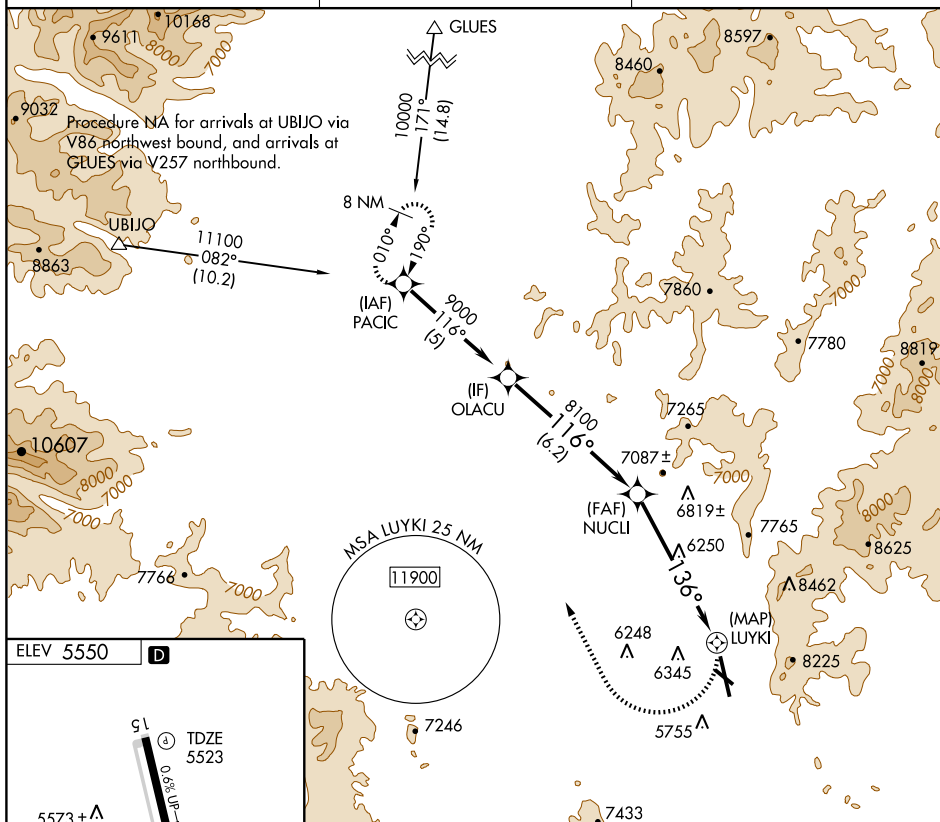 10168
9611
8000
7000
GLUES
8597
8460
9032
Procedure NA for arrivals at UBIJO via
V86 northwest bound, and arrivals at
GLUES via V257 northbound.
10000
171°
(14.8)
8 NM
010°
190°
UBIJO
11100
082°
(10.2)
8863
(IAF)
PACIC
9000
116°
(5)
7860
7000
7780
8819
7000
8000
(IF)
OLACU
8100
116°
(6.2)
7265
7087±
7000
10607
8000
7000
7000
(FAF)
NUCLI
6819±
7765
8000
8625
MSA LUYKI 25 NM
11900
6250
136°
8462
7766
7000
(MAP)
LUYKI
6248
6345
8225
5755
ELEV 5550
D
7246
15
P
TDZE
5523
0.6% UP
5573±
7433